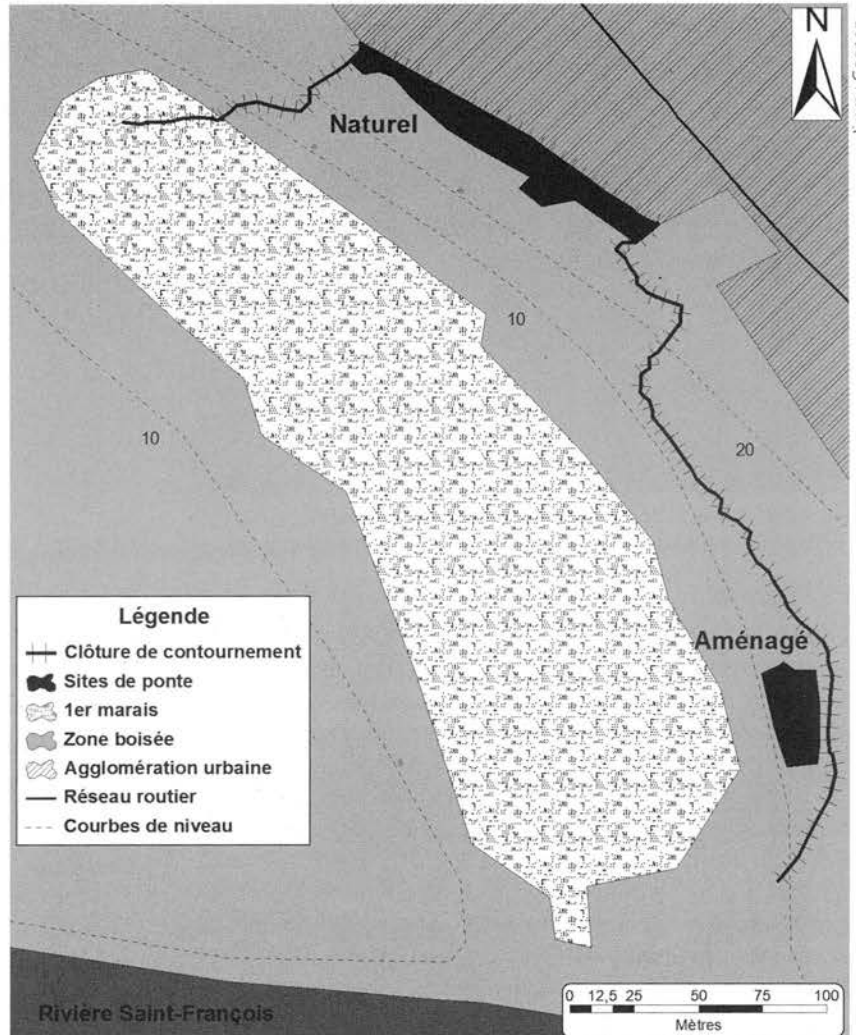 N
Naturel
10
10
20
Aménagé
Légende
Clôture de contournement
Sites de ponte
1er marais
Zone boisée
Agglomération urbaine
Réseau routier
Courbes de niveau
Rivière Saint-François
0 12,5 25 50 75 100
Mètres